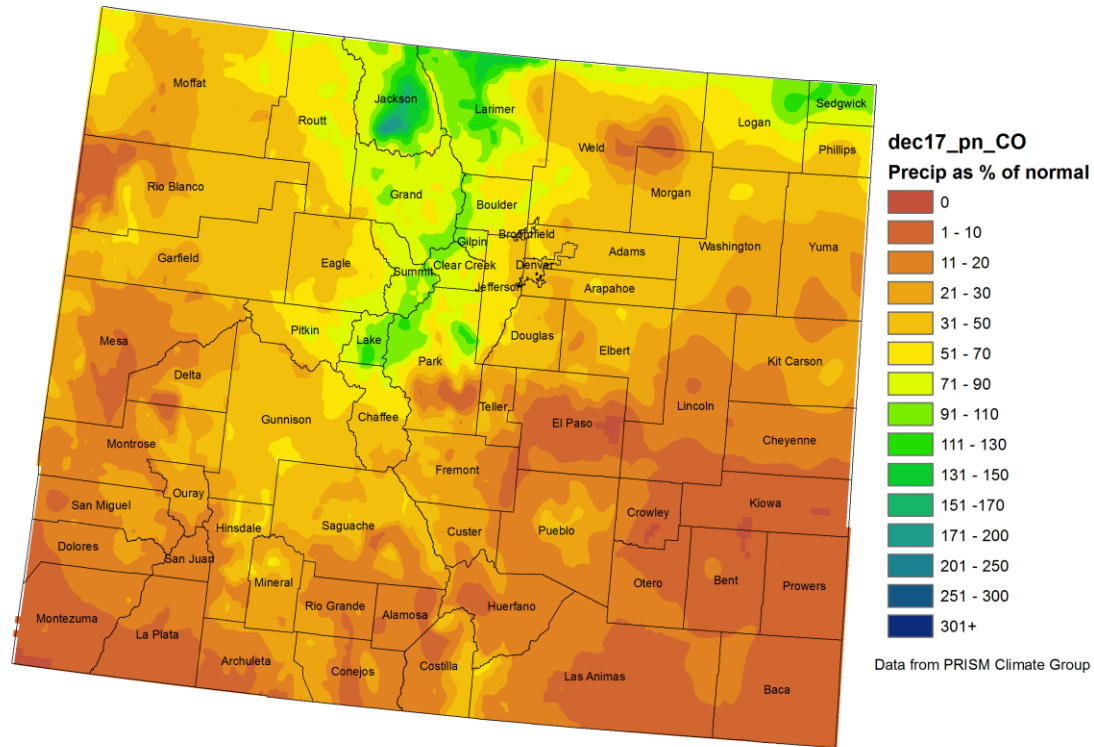 Moffat
Routt
Jackson
Larimer
Weld
Logan
Sedgwick
Phillips
Rio Blanco
Grand
Boulder
Morgan
Garfield
Eagle
Summit
Gilpin
Clear Creek
Jefferson
Broomfield
Denver
Adams
Arapahoe
Washington
Yuma
Mesa
Pitkin
Lake
Park
Douglas
Elbert
Kit Carson
Delta
Gunnison
Chaffee
Teller
El Paso
Lincoln
Cheyenne
Montrose
Fremont
Ouray
San Miguel
Hinsdale
Saguache
Custer
Pueblo
Crowley
Kiowa
Dolores
San Juan
Mineral
Rio Grande
Alamosa
Huerfano
Otero
Bent
Prowers
Montezuma
La Plata
Archuleta
Conejos
Costilla
Las Animas
Baca
dec17_pn_CO
Precip as % of normal
0
1 - 10
11 - 20
21 - 30
31 - 50
51 - 70
71 - 90
91 - 110
111 - 130
131 - 150
151 -170
171 - 200
201 - 250
251 - 300
301+
Data from PRISM Climate Group